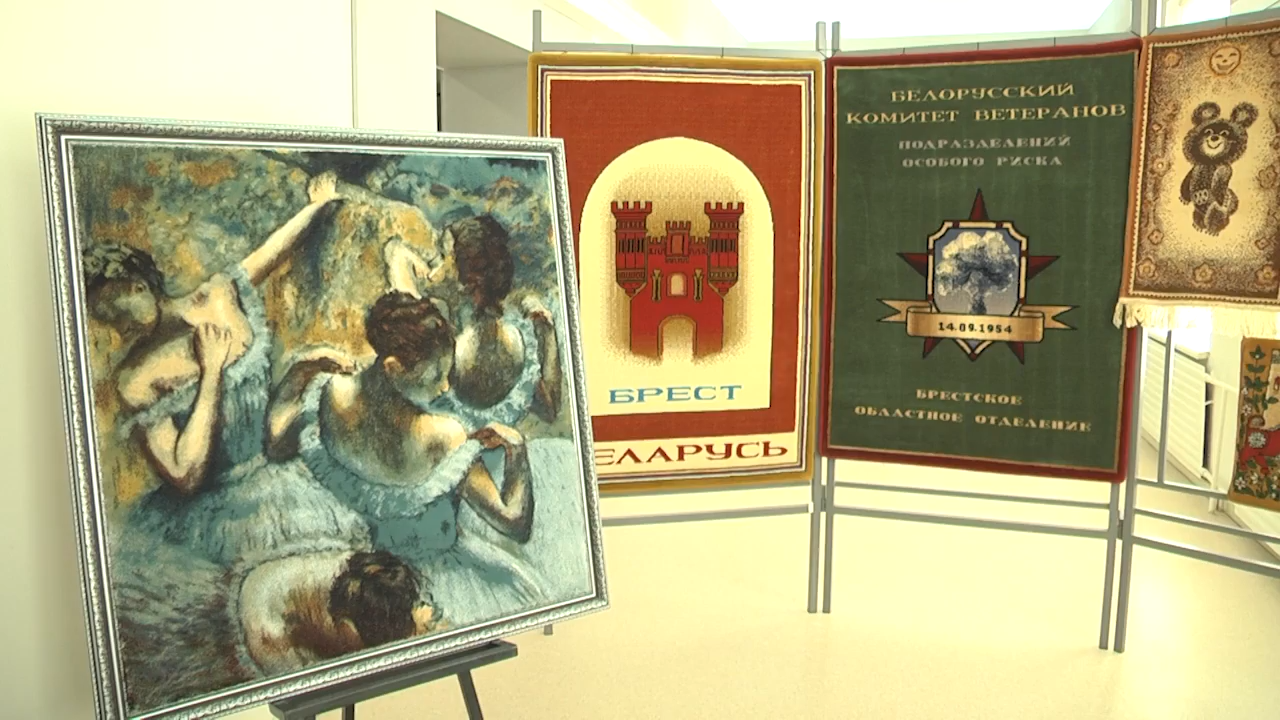 БРЕСТ
ЕЛАРУСЬ
БЕЛОРУССКИЙ
КОМИТЕТ ВЕТЕРАНОВ
ПОДРАЗДЕЛЕНИЙ
ОСОБОГО РИСКА
14.09.1954
БРЕСТСКОЕ
ОБЛАСТНОЕ ОТДЕЛЕНИЕ